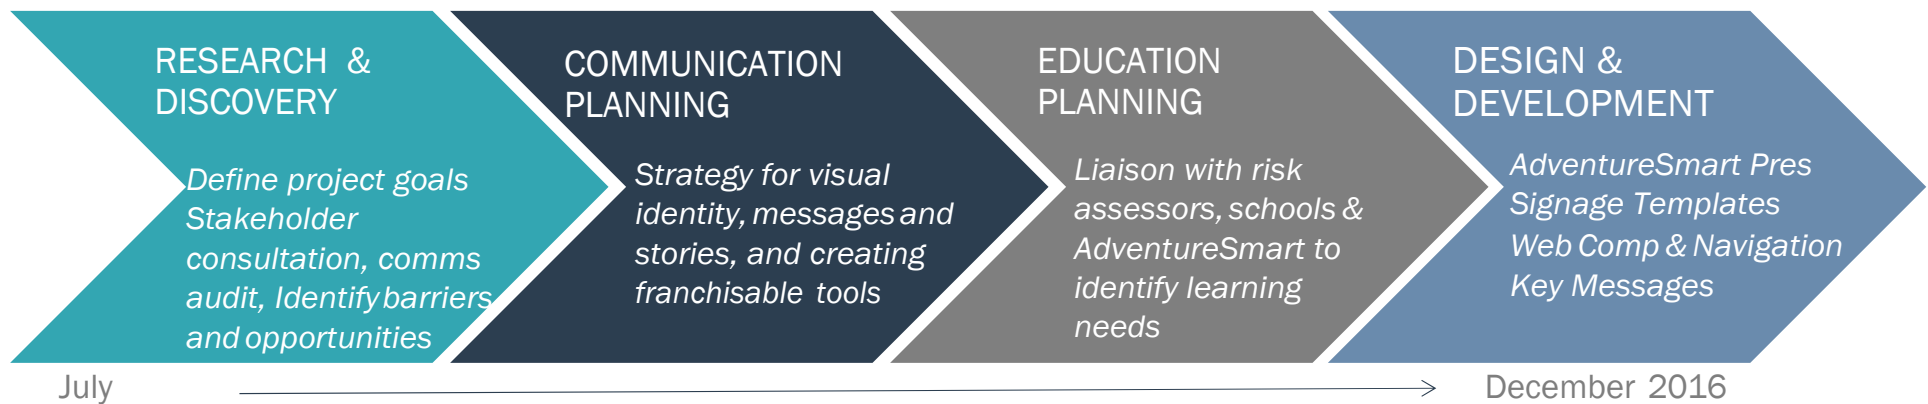 RESEARCH &
DISCOVERY
Define project goals
Stakeholder
consultation, comms
audit, Identify barriers
and opportunities
COMMUNICATION
PLANNING
Strategy for visual
identity, messages and
stories, and creating
franchisable tools
EDUCATION
PLANNING
Liaison with risk
assessors, schools &
AdventureSmart to
identify learning
needs
DESIGN &
DEVELOPMENT
AdventureSmart Pres
Signage Templates
Web Comp & Navigation
Key Messages
July
December 2016